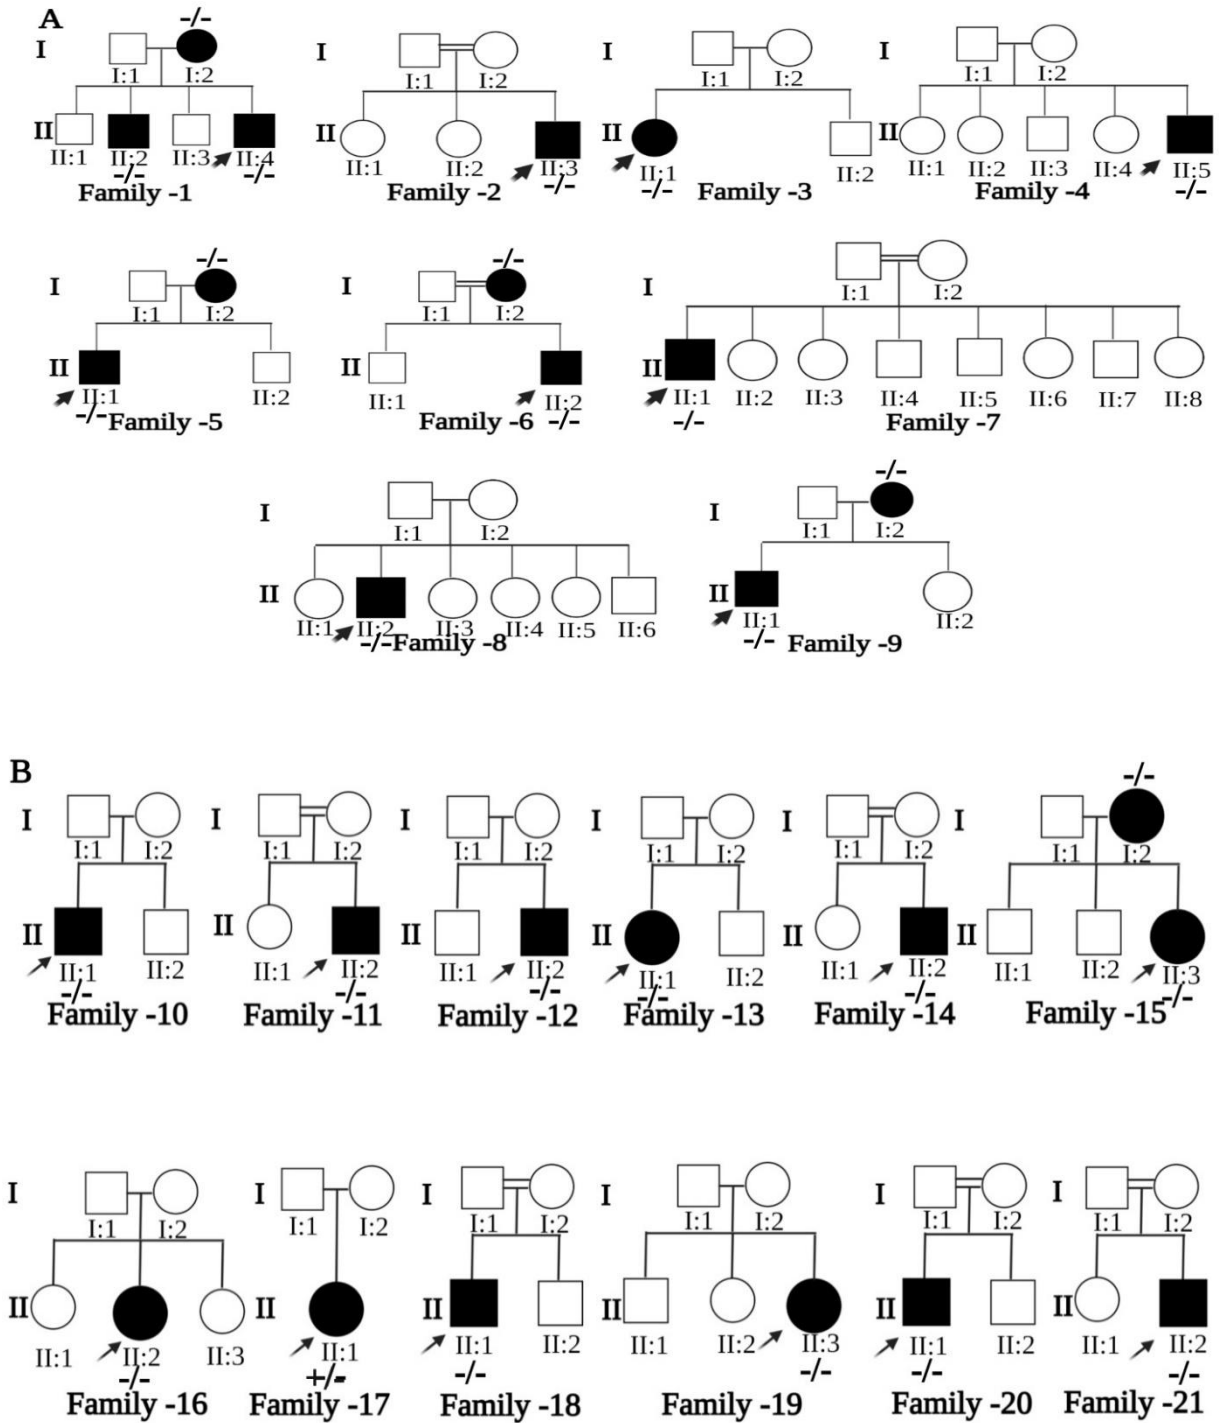 A
-/-
I
I:1 I:2
II
II:1 II:2 II:3 II:4
-/- -/-
Family -1
I
I:1 I:2
II
II:1 II:2 II:3
-/-
Family -2
I
I:1 I:2
II
II:1 II:2
-/-
Family -3
I
I:1 I:2
II
II:1 II:2 II:3 II:4 II:5
-/-
Family -4
-/-
I
I:1 I:2
II
II:1 II:2
-/-
Family -5
-/-
I
I:1 I:2
II
II:1 II:2
Family -6 -/-
I
I:1 I:2
II
II:1 II:2 II:3 II:4 II:5 II:6 II:7 II:8
-/-
Family -7
I
I:1 I:2
II
II:1 II:2 II:3 II:4 II:5 II:6
-/- Family -8
-/-
I
I:1 I:2
II
II:1 II:2
-/-
Family -9
B
I
I:1 I:2
II
II:1 II:2
-/-
Family -10
I
I:1 I:2
II
II:1 II:2
-/-
Family -11
I
I:1 I:2
II
II:1 II:2
-/-
Family -12
I
I:1 I:2
II
II:1 II:2
-/-
Family -13
I
I:1 I:2
II
II:1 II:2
-/-
Family -14
-/-
I
I:1 I:2
II
II:1 II:2 II:3
-/-
Family -15
I
I:1 I:2
II
II:1 II:2 II:3
-/-
Family -16
I
I:1 I:2
II
II:1
+/-
Family -17
I
I:1 I:2
II
II:1 II:2
-/-
Family -18
I
I:1 I:2
II
II:1 II:2 II:3
-/-
Family -19
I
I:1 I:2
II
II:1 II:2
-/-
Family -20
I
I:1 I:2
II
II:1 II:2
-/-
Family -21